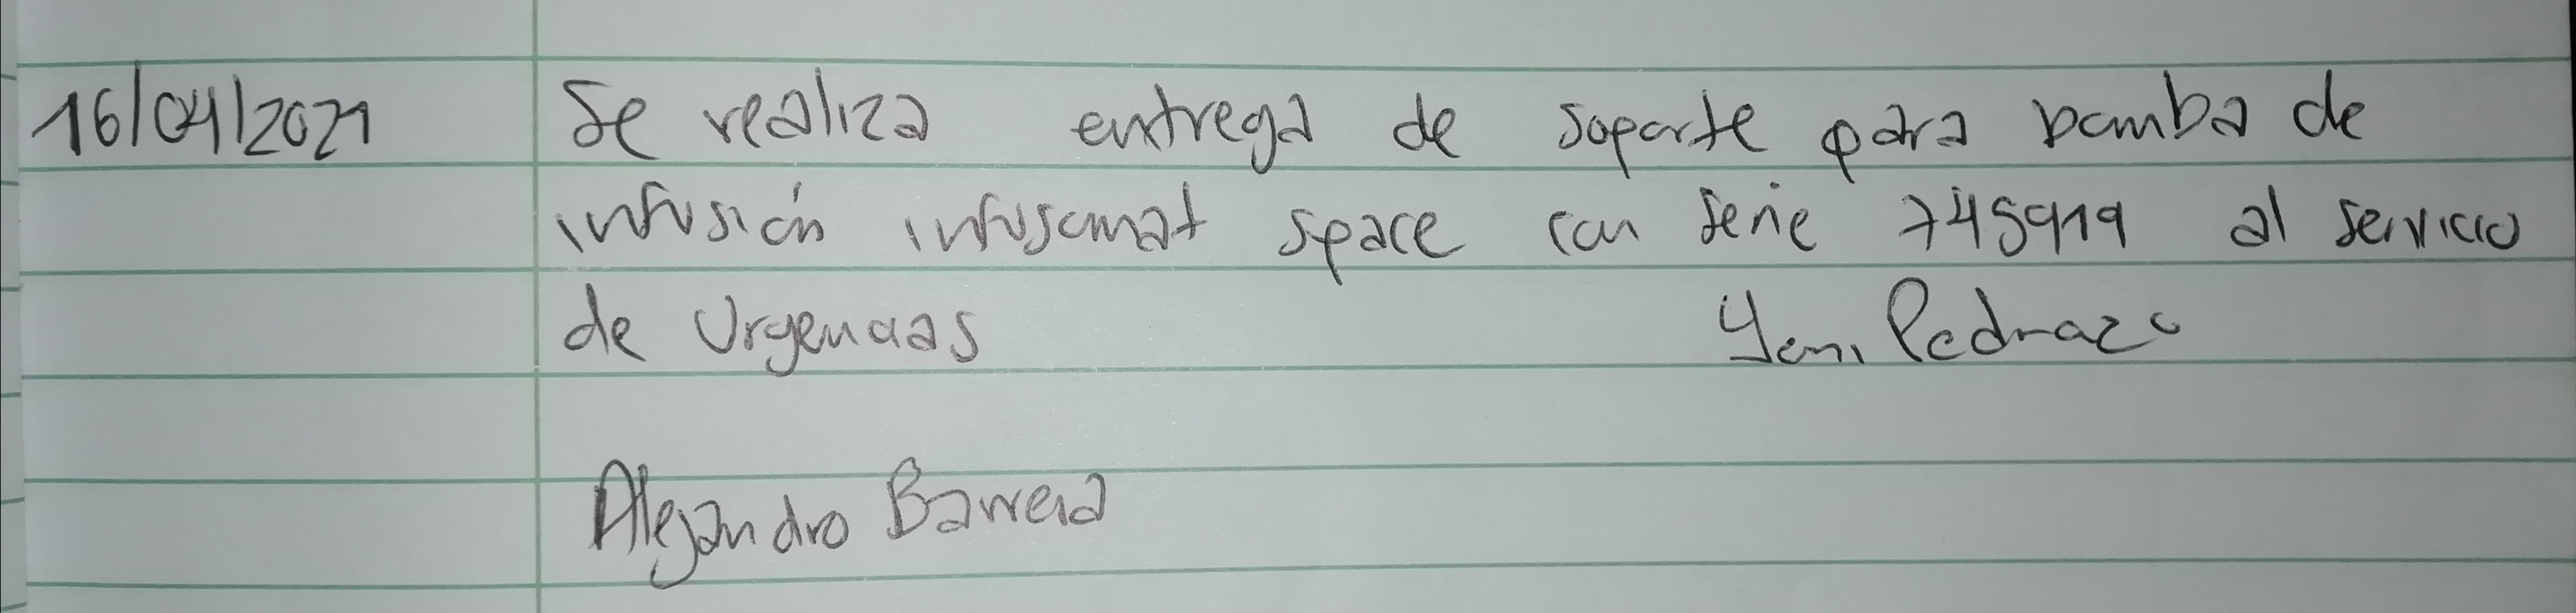 16/04/2021 Se realiza entrega de soporte para bomba de
infusión infusomat space con serie 745919 al servicio
de Urgencias Yeni Pedraza
Alejandro Barrera